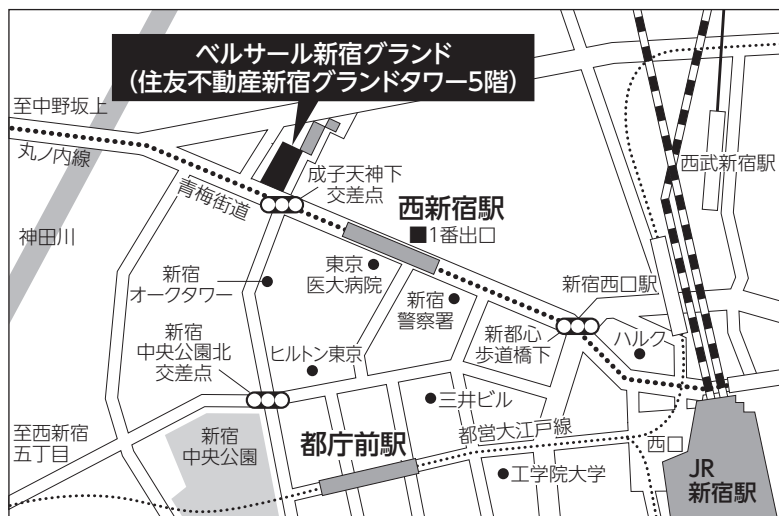 ベルサール新宿グランド
（住友不動産新宿グランドタワー5階）
至中野坂上
丸ノ内線
青梅街道
成子天神下
交差点
西新宿駅
■1番出口
西武新宿駅
神田川
新宿
オークタワー
東京
医大病院
新宿
警察署
新宿西口駅
新都心
歩道橋下
ハルク
新宿
中央公園北
交差点
ヒルトン東京
三井ビル
至西新宿
五丁目
新宿
中央公園
都庁前駅
都営大江戸線
西口
工学院大学
JR
新宿駅